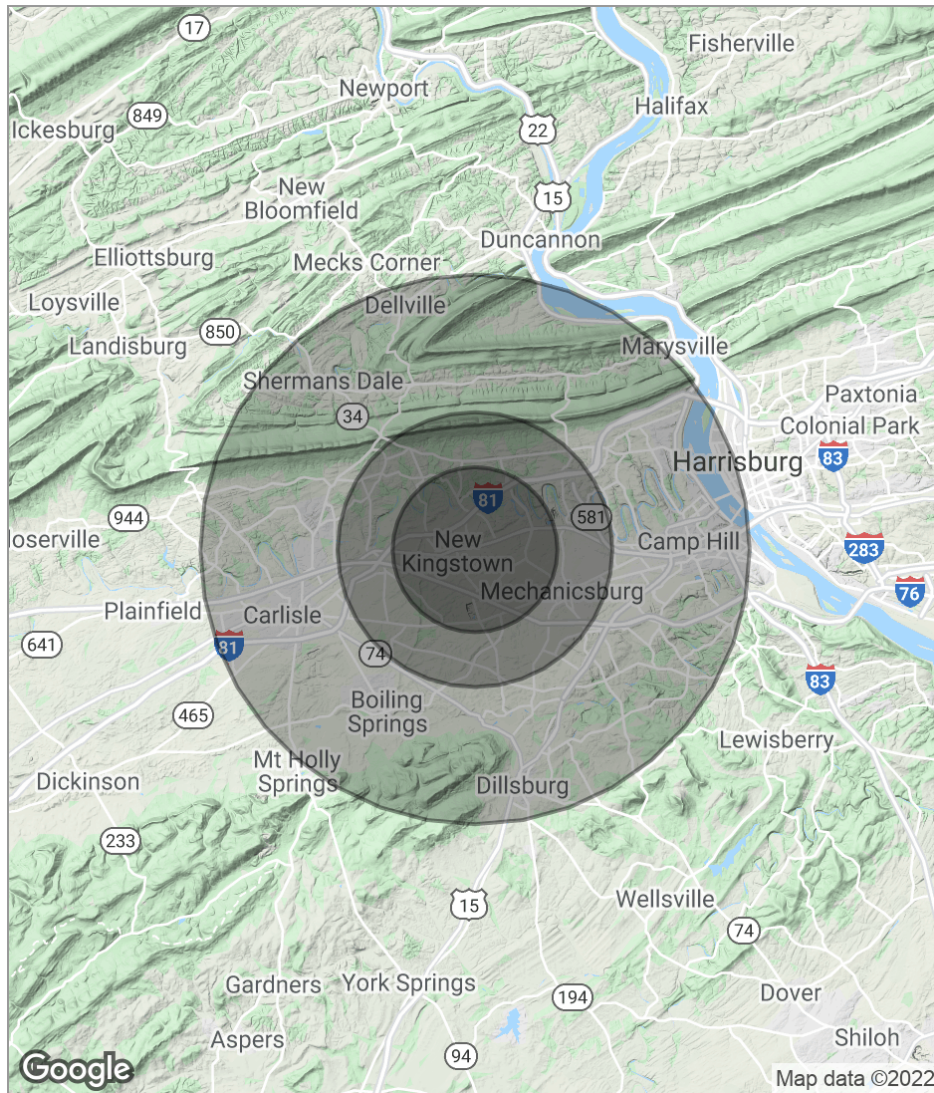 17
Fisherville
Newport
849
Halifax
Ickesburg
22
New
Bloomfield
15
Duncannon
Elliottsburg
Mecks Corner
Loysville
Dellville
850
Landisburg
Marysville
Shermans Dale
Paxtonia
34
Colonial Park
Harrisburg
83
81
944
581
New
Kingstown
Camp Hill
283
Mechanicsburg
76
Plainfield
Carlisle
641
81
74
83
Boiling
Springs
465
Lewisberry
Mt Holly
Springs
Dickinson
Dillsburg
233
15
Wellsville
74
Gardners
York Springs
194
Dover
Aspers
Shiloh
94
Google
Map data ©2022